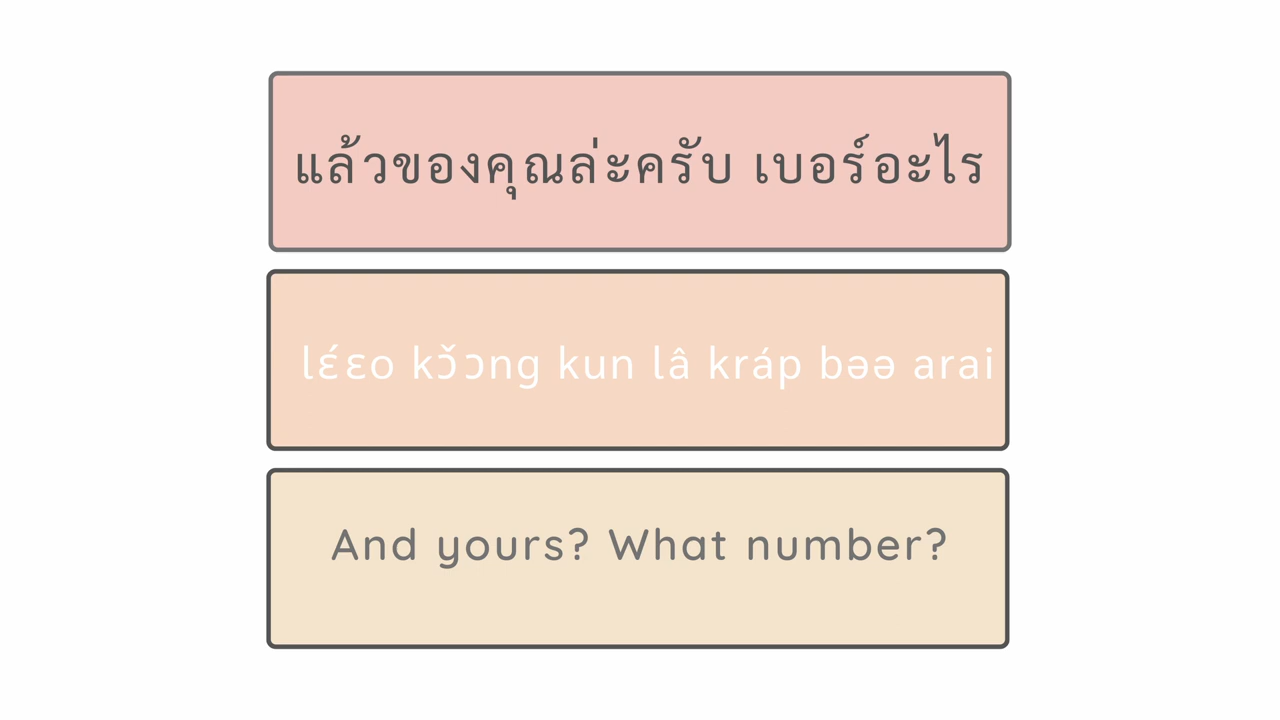 แล้วของคุณล่ะครับ เบอร์อะไร
lɛ́ɛo kɔ̌ɔng kun lâ kráp bəə arai
And yours? What number?